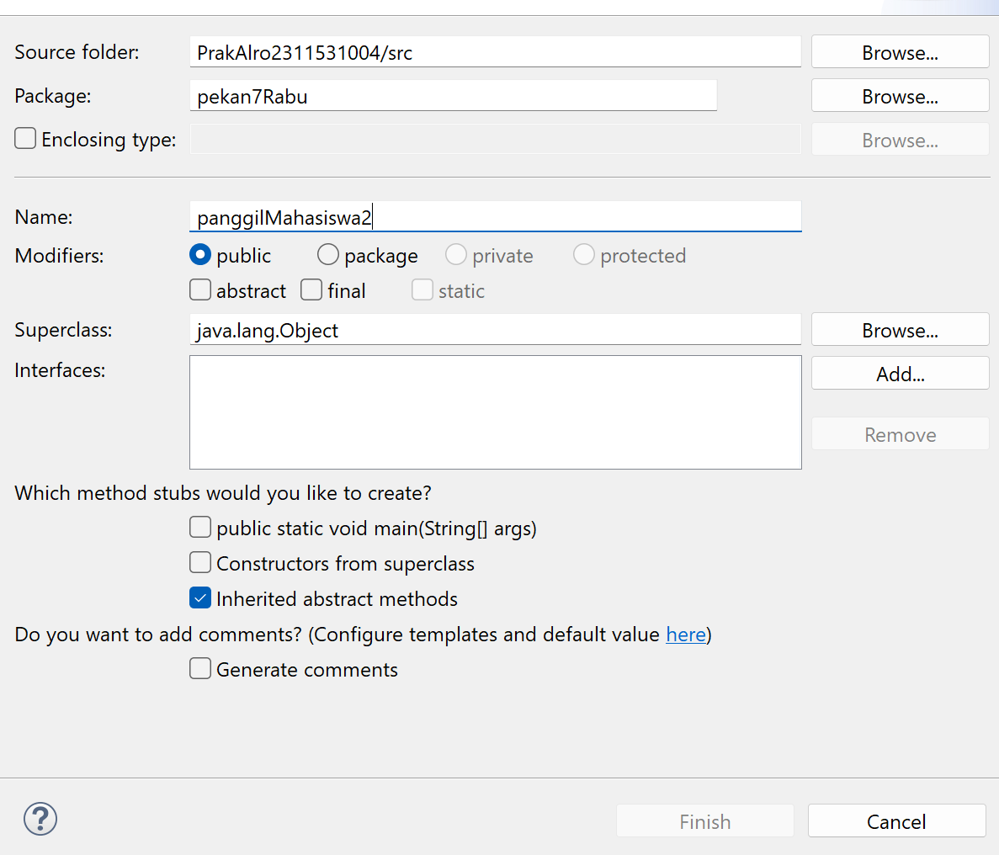 Source folder: PrakAlro2311531004/src Browse...
Package: pekan7Rabu Browse...
Enclosing type: Browse...
Name: panggilMahasiswa2
Modifiers: public package private protected
abstract final static
Superclass: java.lang.Object Browse...
Interfaces: Add...
Remove
Which method stubs would you like to create?
public static void main(String[] args)
Constructors from superclass
Inherited abstract methods
Do you want to add comments? (Configure templates and default value here)
Generate comments
? Finish Cancel